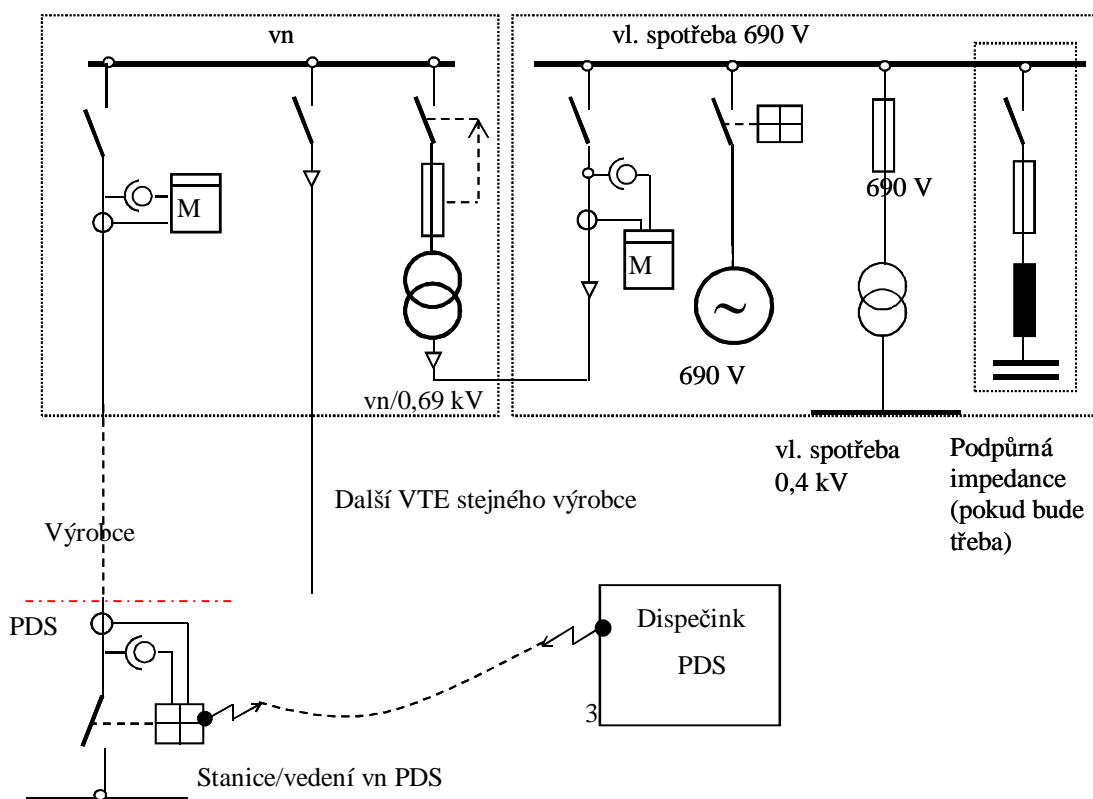 vn
vl. spotřeba 690 V
M
690 V
M
690 V
vn/0,69 kV
vl. spotřeba
0,4 kV
Podpůrná
impedance
(pokud bude
třeba)
Další VTE stejného výrobce
Výrobce
PDS
Dispečink
PDS
3
Stanice/vedení vn PDS